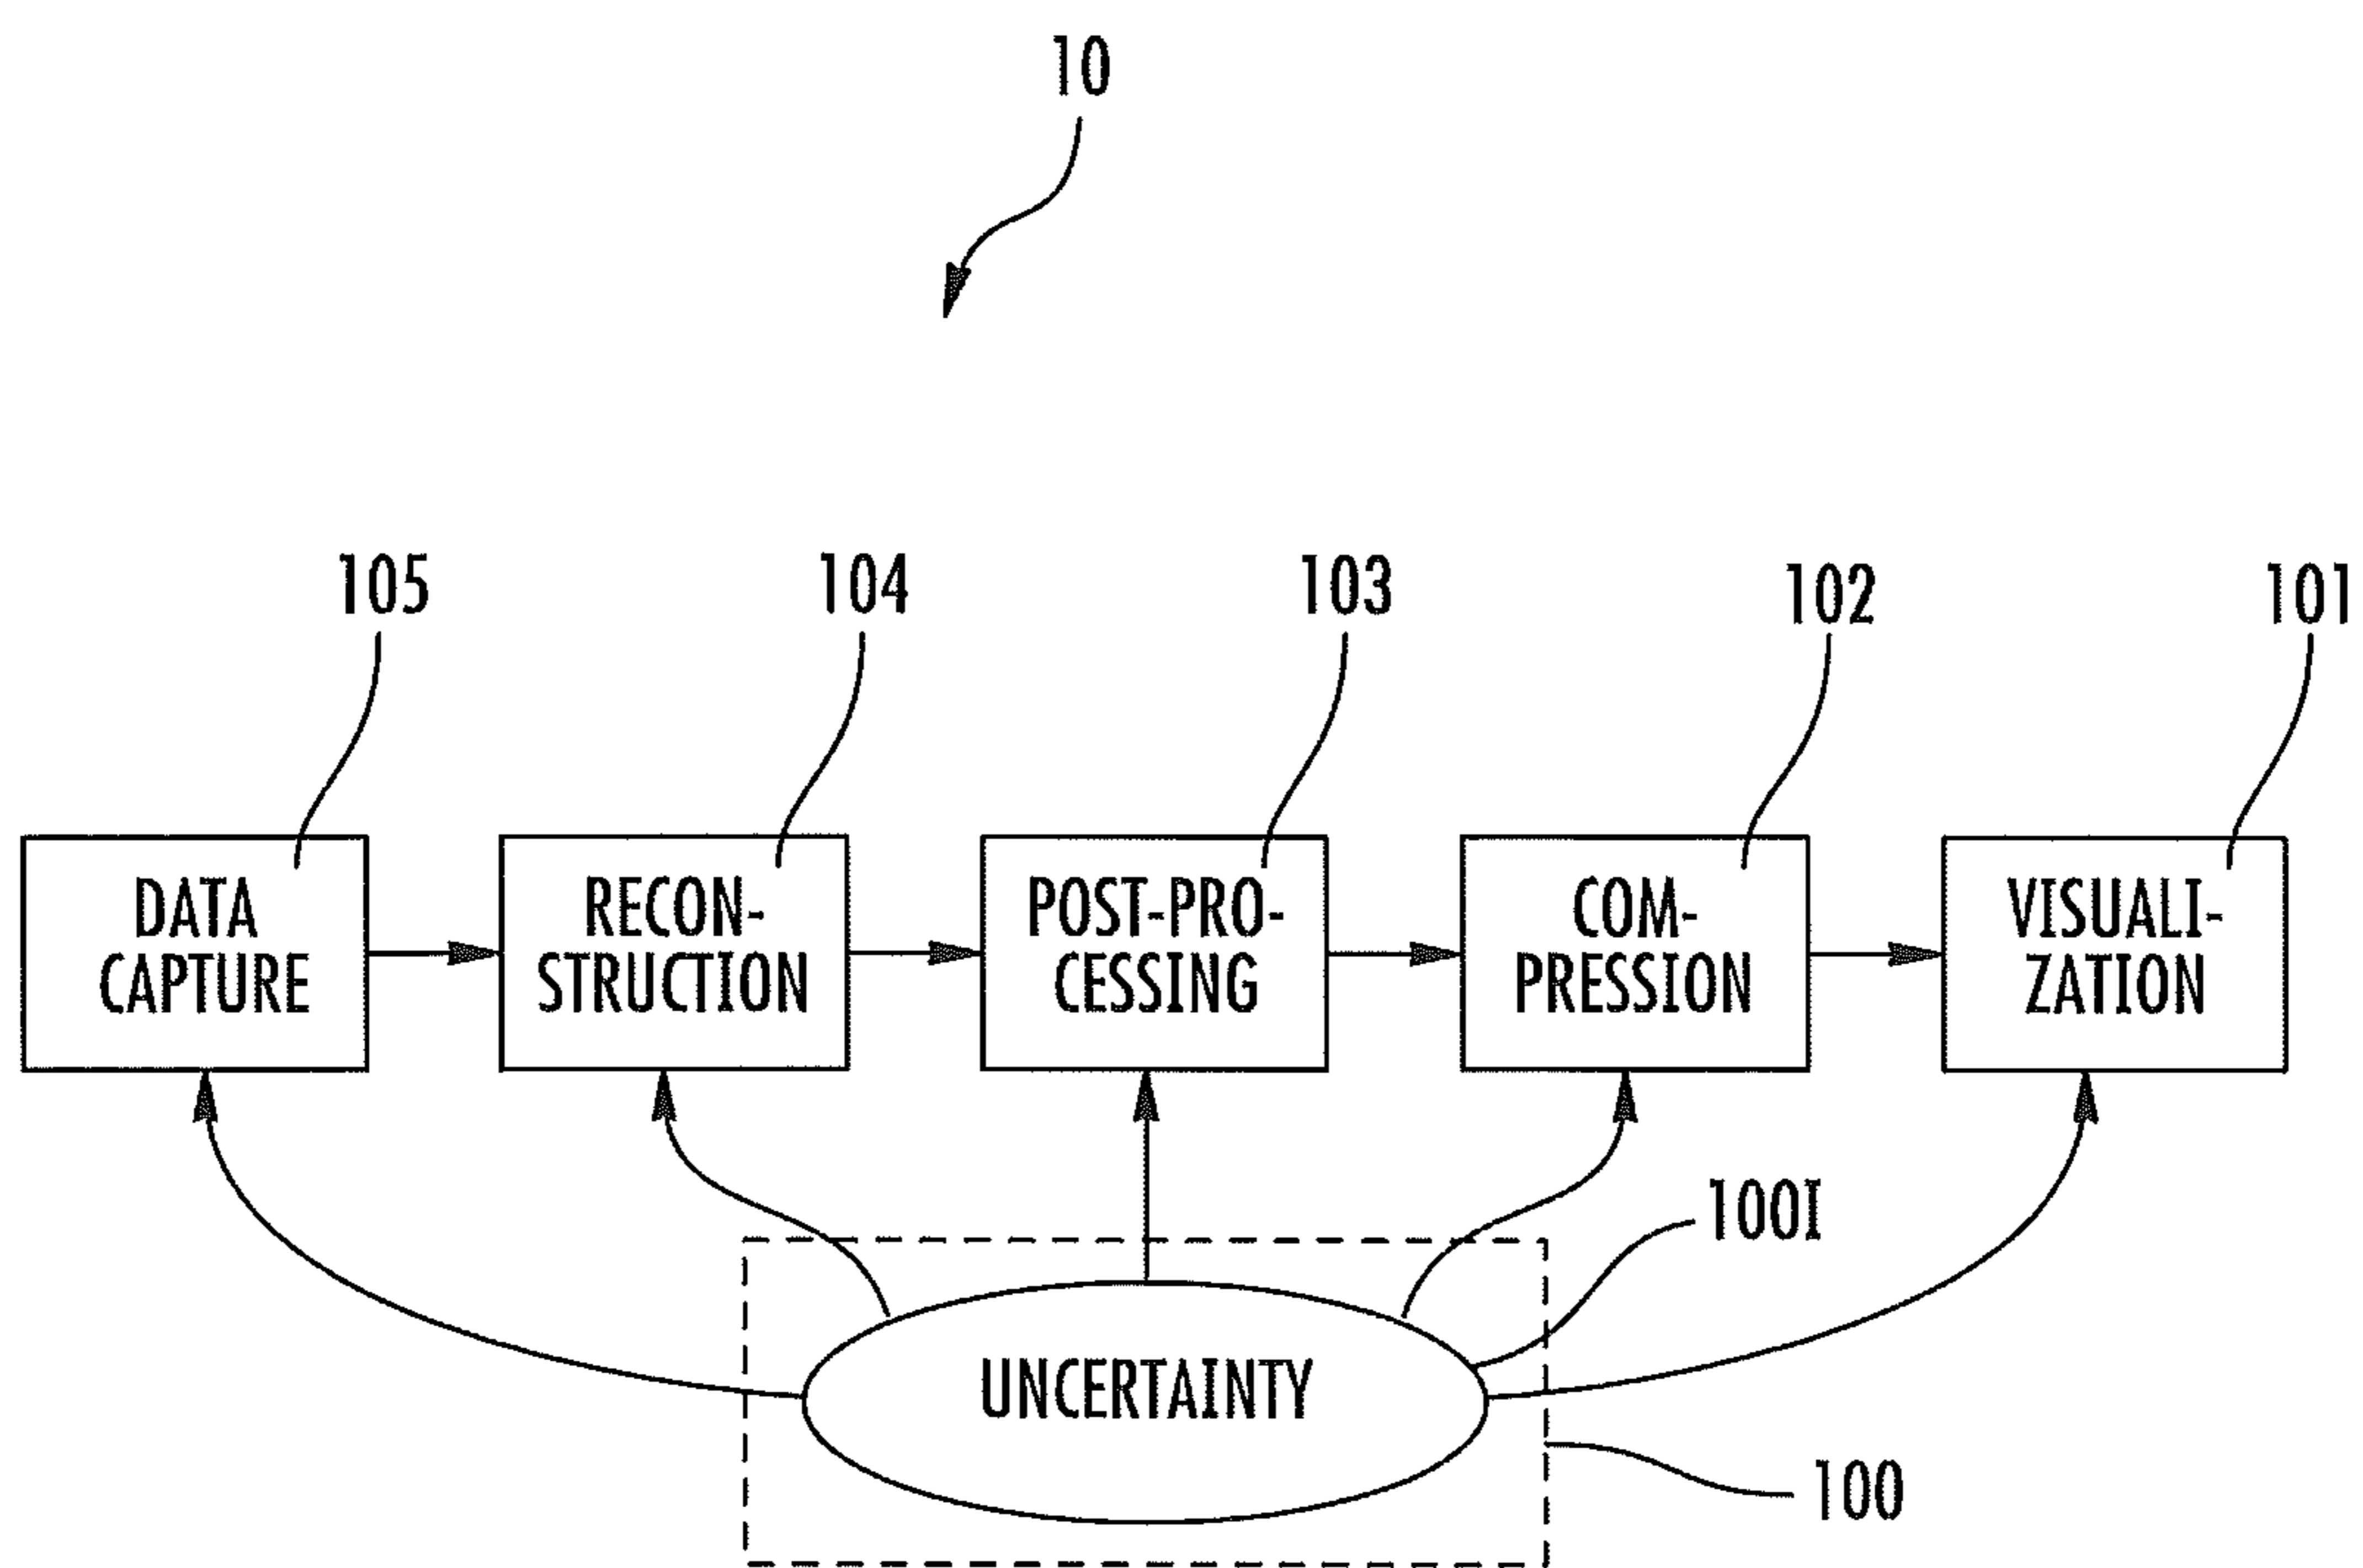 10
105
104
103
102
101
DATA
CAPTURE
RECON-
STRUCTION
POST-PRO-
CESSING
COM-
PRESSION
VISUALI-
ZATION
100I
UNCERTAINTY
100